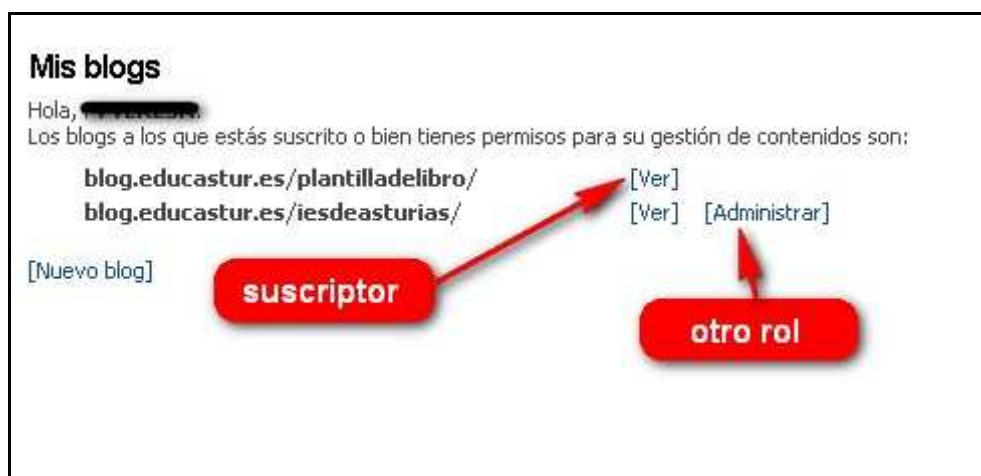 Mis blogs
Hola,
Los blogs a los que estás suscrito o bien tienes permisos para su gestión de contenidos son:
blog.educastur.es/plantilladelibro/ [Ver]
blog.educastur.es/iesdeasturias/ [Ver] [Administrar]
[Nuevo blog]
suscriptor
otro rol